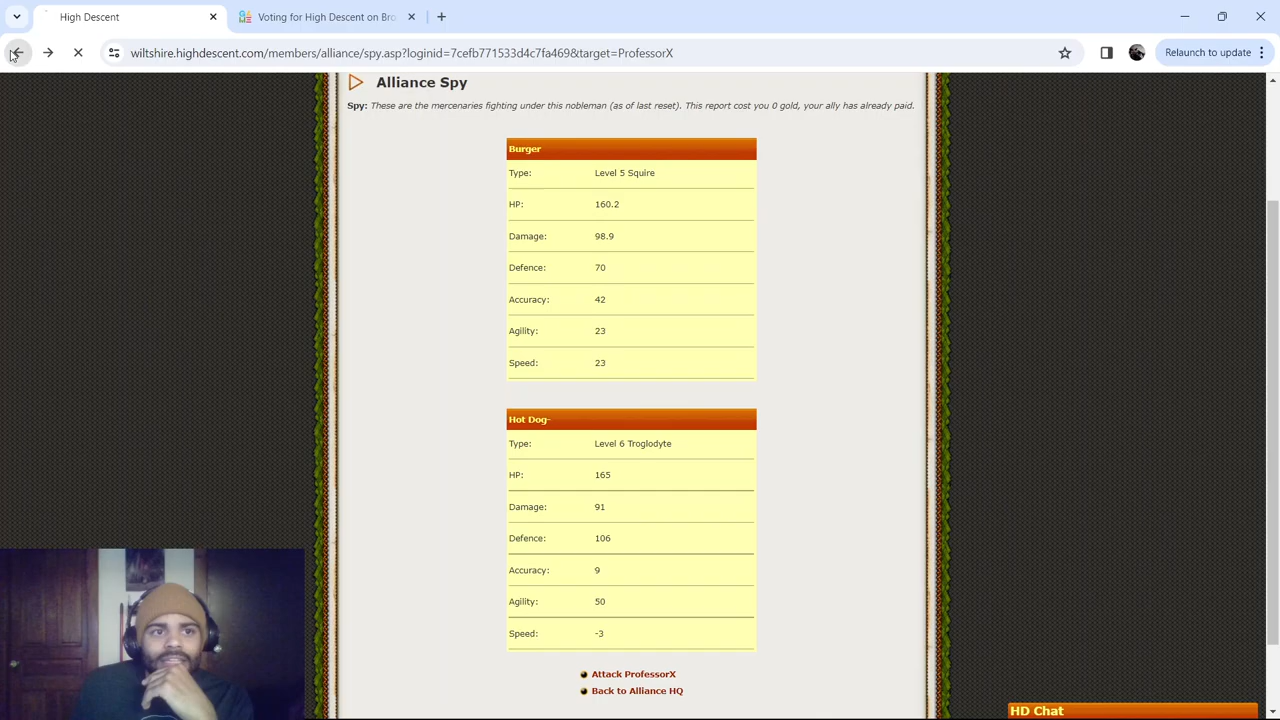 High Descent
Voting for High Descent on Bro
wiltshire.highdescent.com/members/alliance/spy.asp?loginid=7cefb771533d4c7fa469&target=ProfessorX
Relaunch to update
Alliance Spy
Spy: These are the mercenaries fighting under this nobleman (as of last reset). This report cost you 0 gold, your ally has already paid.
Burger
Type: Level 5 Squire
HP: 160.2
Damage: 98.9
Defence: 70
Accuracy: 42
Agility: 23
Speed: 23
Hot Dog~
Type: Level 6 Troglodyte
HP: 165
Damage: 91
Defence: 106
Accuracy: 9
Agility: 50
Speed: -3
Attack ProfessorX
Back to Alliance HQ
HD Chat